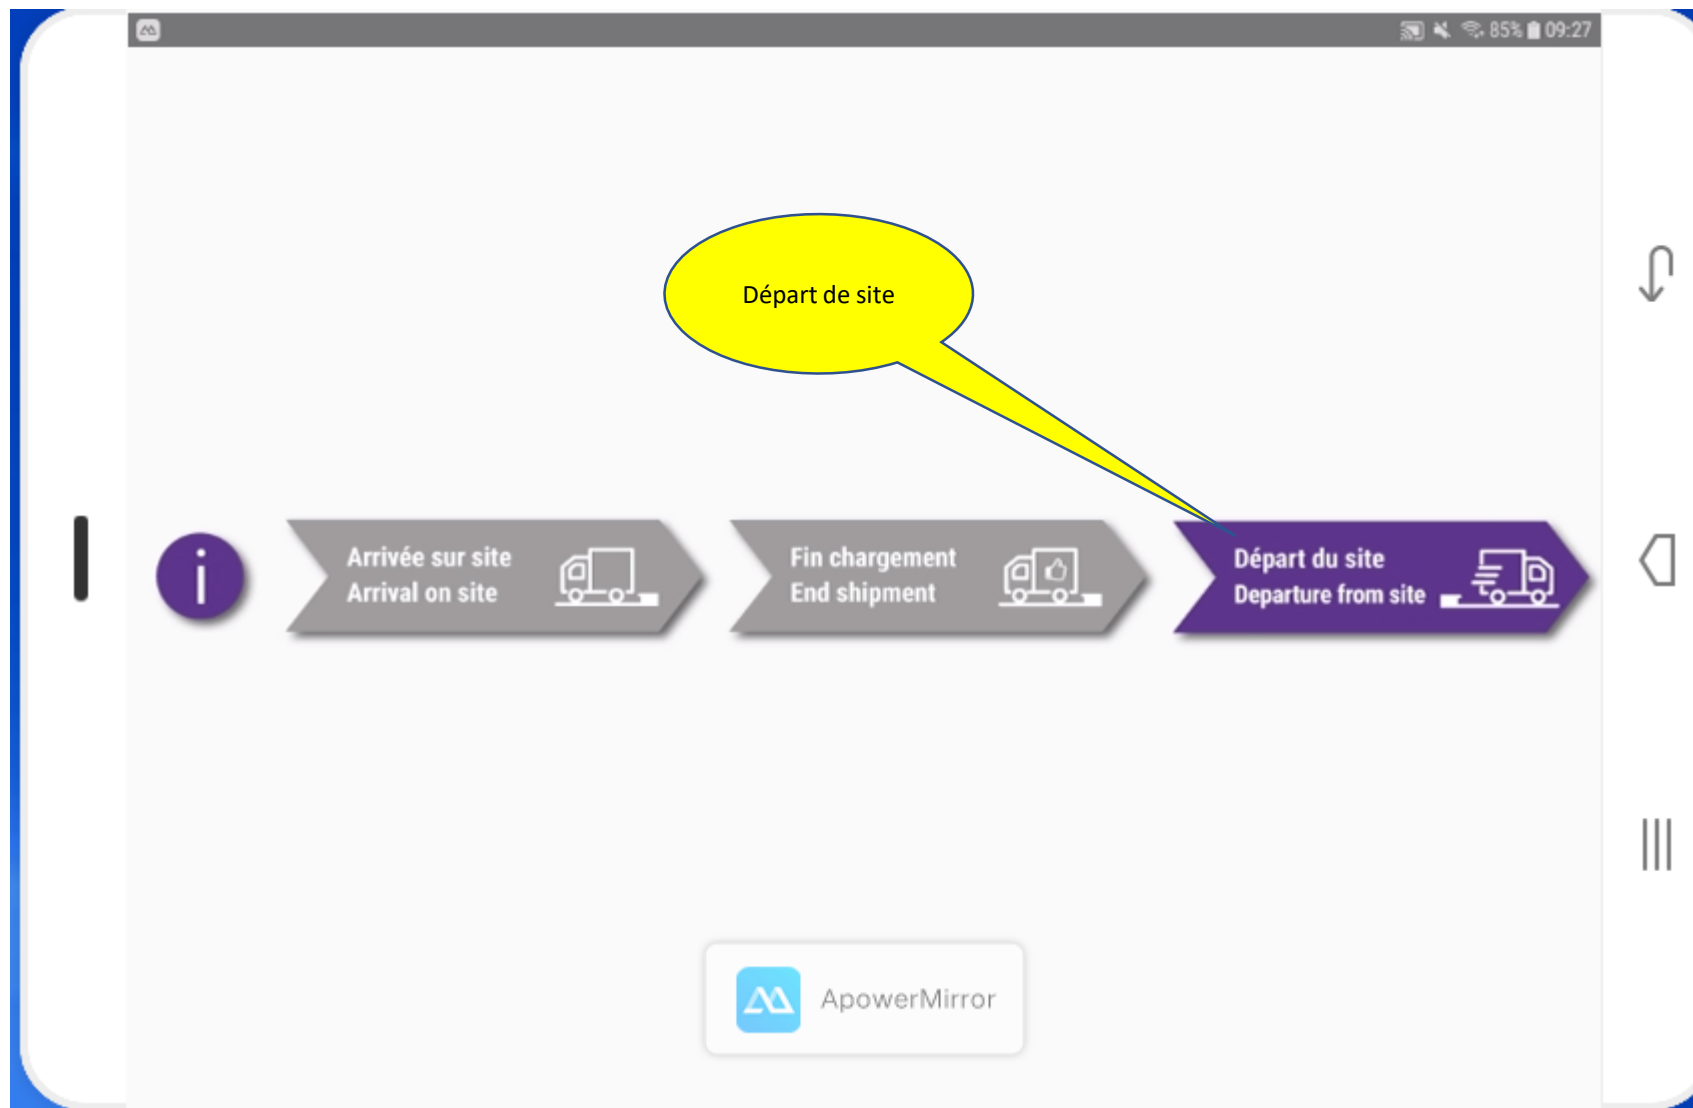 85% 09:27
Départ de site
i
Arrivée sur site
Arrival on site
Fin chargement
End shipment
Départ du site
Departure from site
ApowerMirror